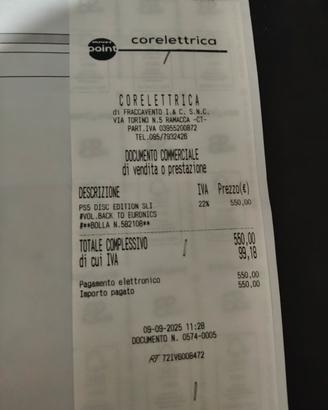 point
corelettrica
CORELETTRICA
di FRACCAVENTO I.& C. S.N.C.
VIA TORINO N.5 RAMACCA -CT-
PART.IVA 03955200872
TEL.095/7932426
DOCUMENTO COMMERCIALE
di vendita o prestazione
DESCRIZIONE IVA Prezzo(€)
PS5 DISC EDITION SLI 22% 550,00
#VOL.BACK TO EURONICS
#**BOLLA N.582108**
TOTALE COMPLESSIVO 550,00
di cui IVA 99,18
Pagamento elettronico 550,00
Importo pagato 550,00
09-09-2025 11:28
DOCUMENTO N. 0574-0005
RT 72IV6008472